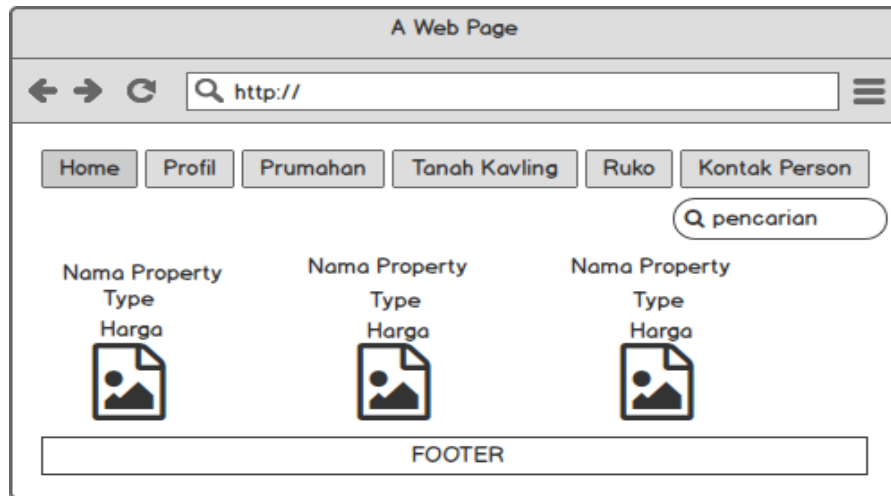 A Web Page
http://
Home Profil Prumahan Tanah Kavling Ruko Kontak Person
pencarian
Nama Property Nama Property Nama Property
Type Type Type
Harga Harga Harga
FOOTER